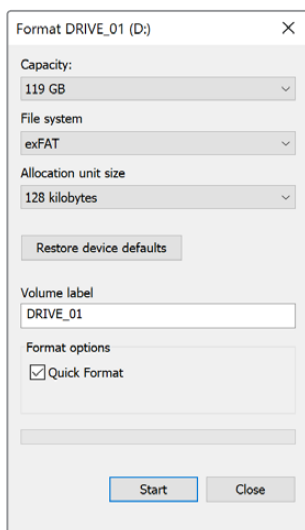 Format DRIVE_01 (D:)
Capacity:
119 GB
File system
exFAT
Allocation unit size
128 kilobytes
Restore device defaults
Volume label
DRIVE_01
Format options
Quick Format
Start Close